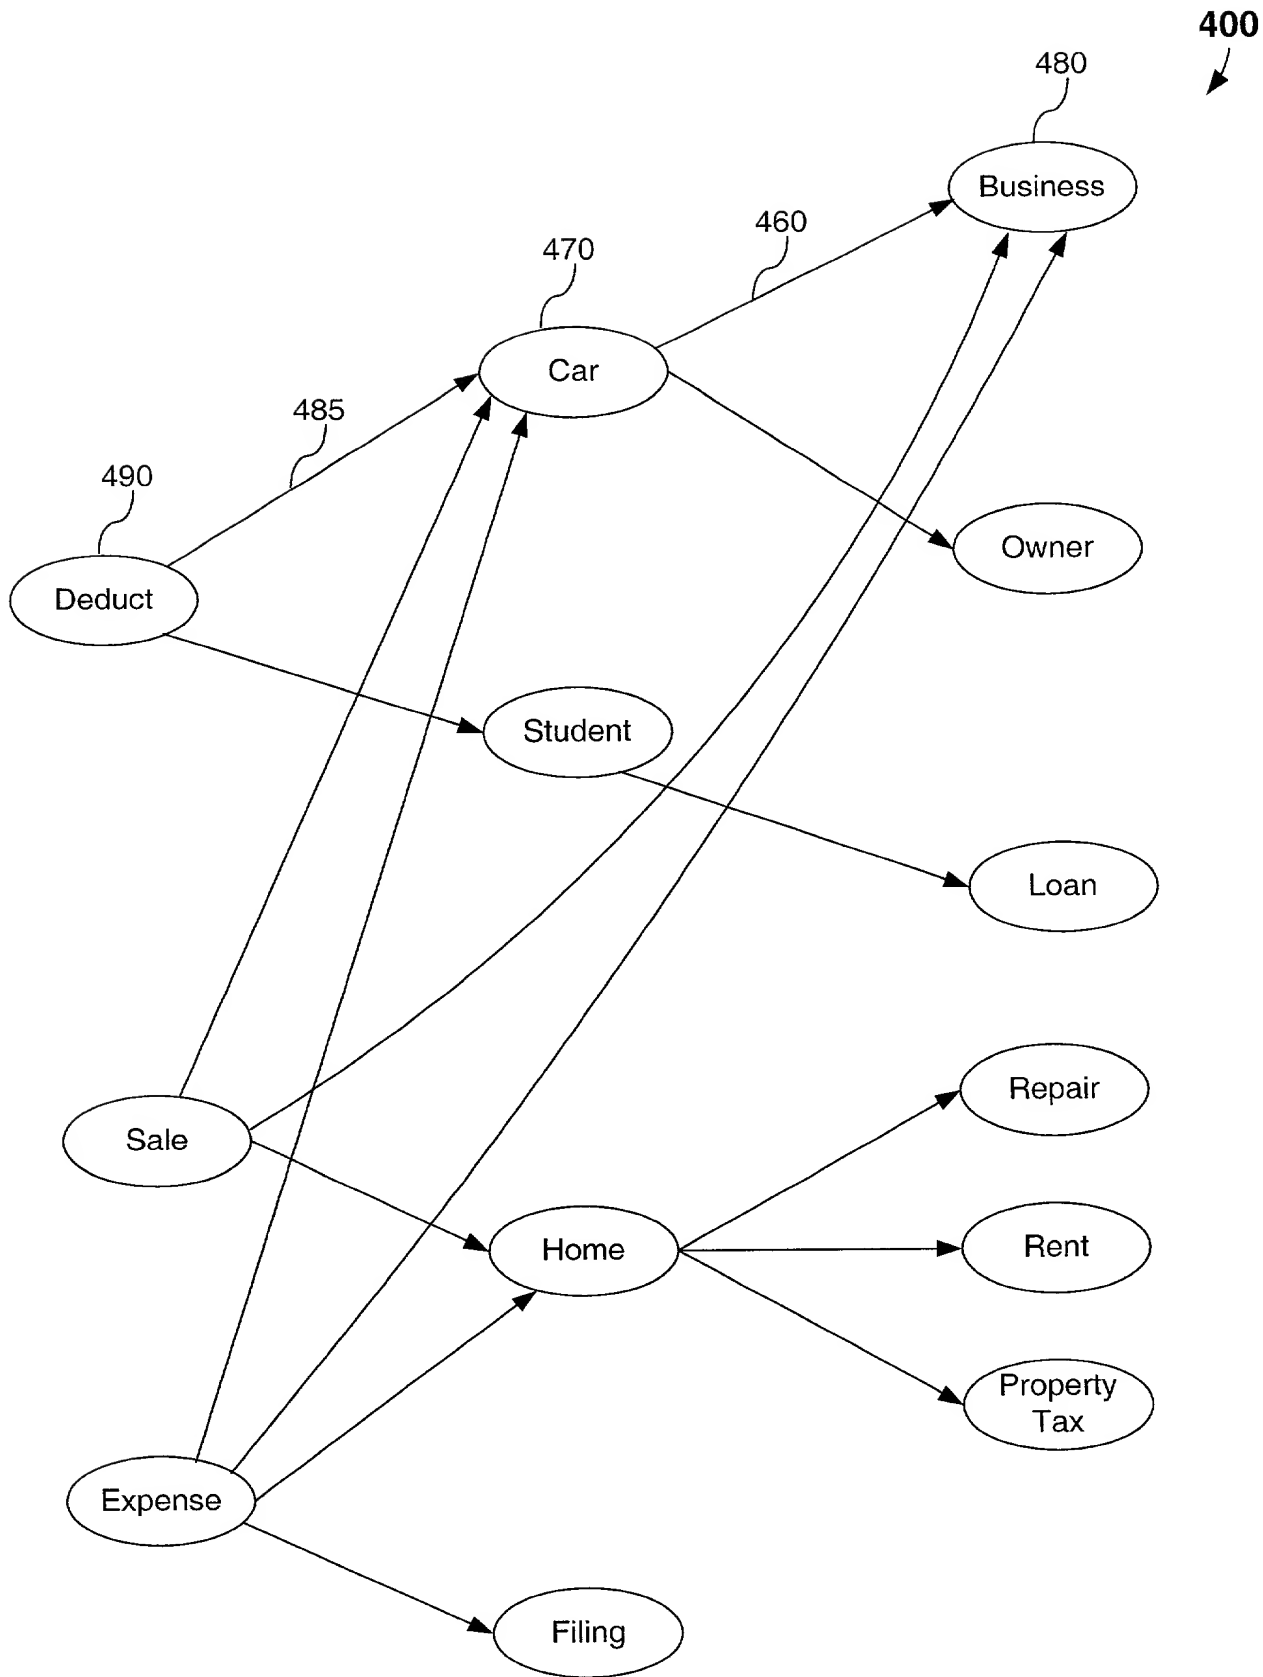 400
480
Business
460
470
Car
485
490
Owner
Deduct
Student
Loan
Repair
Sale
Rent
Home
Property
Tax
Expense
Filing